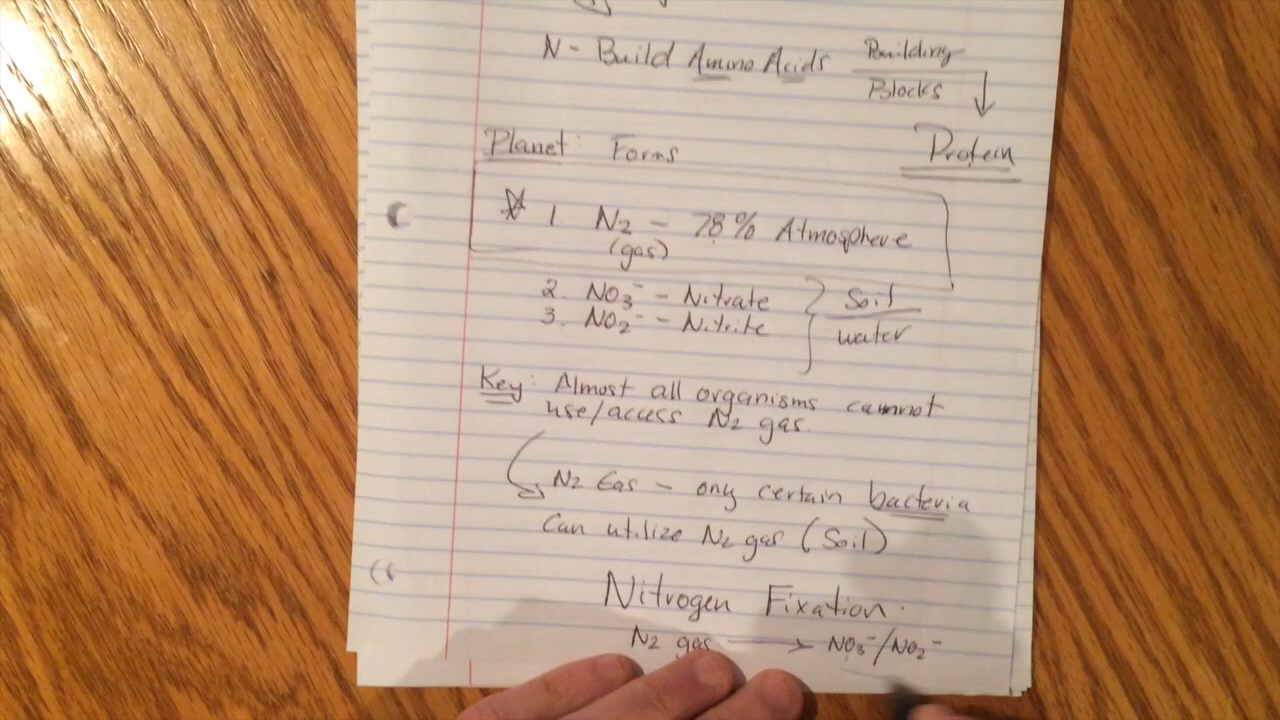 N - Build Amino Acids Building Blocks ↓
Protein
Planet: Forms
☆ 1. N2 - 78% Atmosphere
(gas)
2. NO3⁻ - Nitrate } Soil
3. NO2⁻ - Nitrite water
Key: Almost all organisms cannot
use/access N2 gas.
N2 Gas - ony certain bacteria
Can utilize N2 gas (Soil)
Nitrogen Fixation.
N2 gas → NO3⁻/NO2⁻